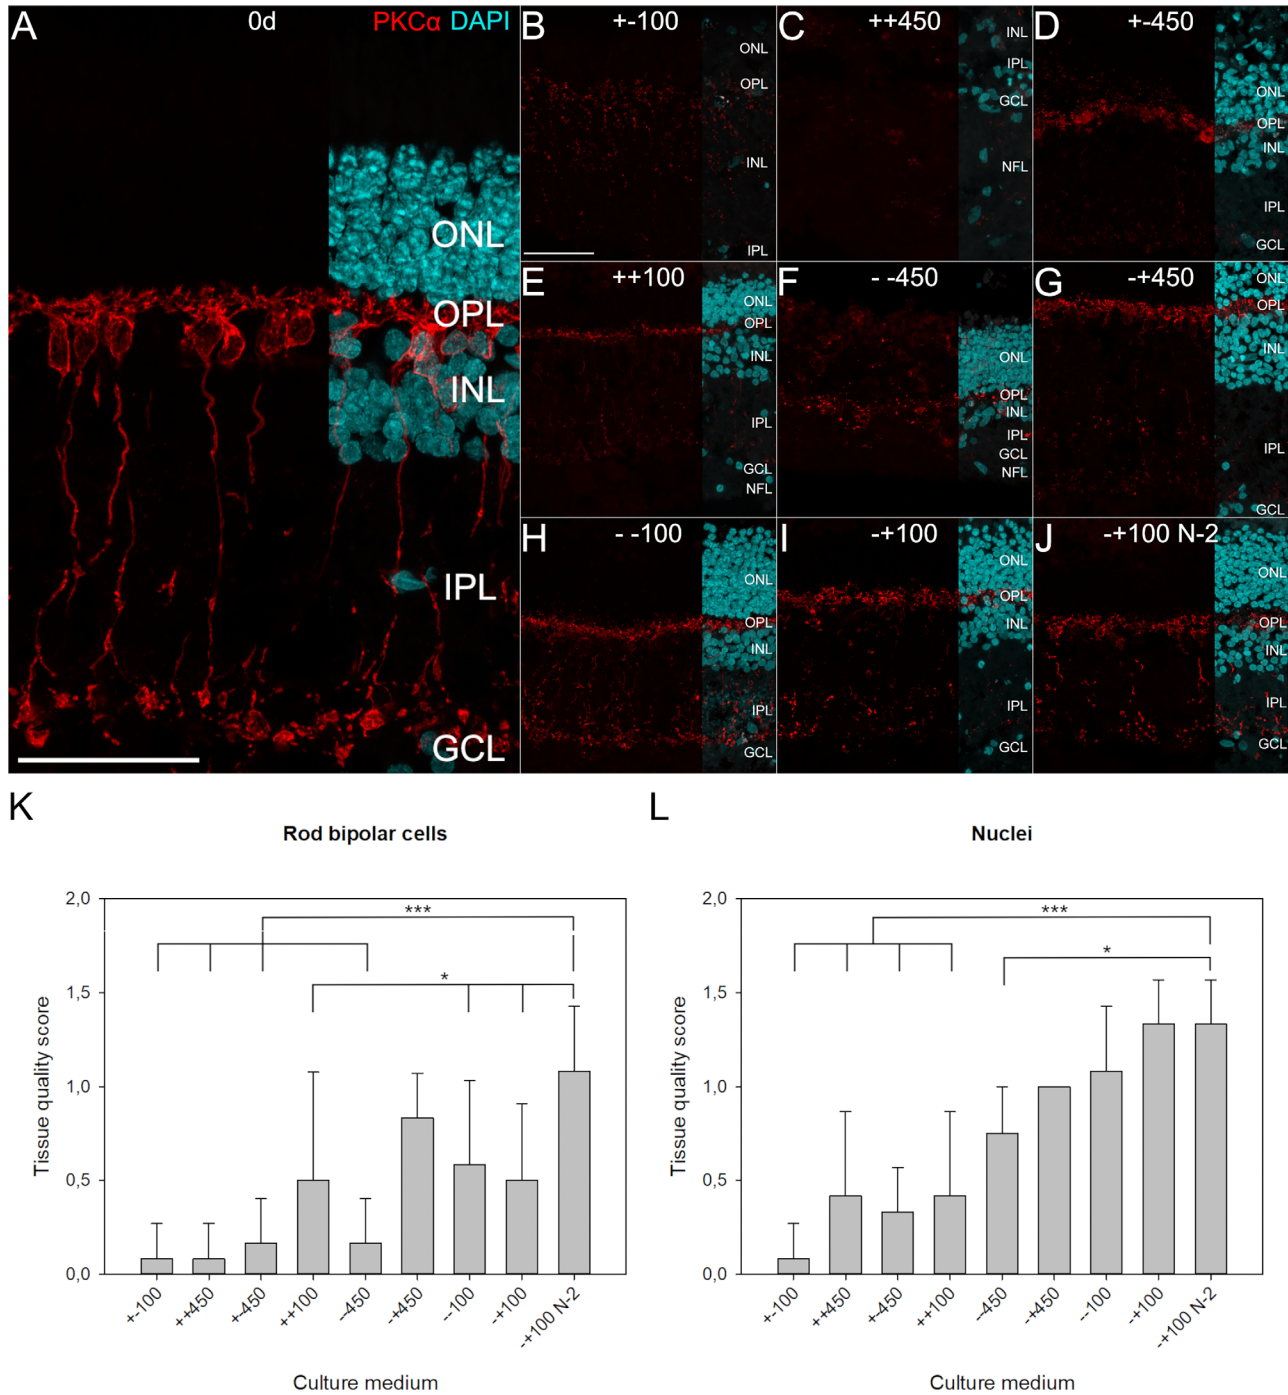 A 0d PKCα DAPI
ONL
OPL
INL
IPL
GCL
B +-100
ONL
OPL
INL
IPL
C ++450
INL
IPL
GCL
NFL
D +-450
ONL
OPL
INL
IPL
GCL
E ++100
ONL
OPL
INL
IPL
GCL
NFL
F - -450
ONL
OPL
INL
IPL
GCL
NFL
G -+450
ONL
OPL
INL
IPL
GCL
H - -100
ONL
OPL
INL
IPL
GCL
I -+100
ONL
OPL
INL
IPL
GCL
J -+100 N-2
ONL
OPL
INL
IPL
GCL
K
Rod bipolar cells
Tissue quality score
2,0
1,5
1,0
0,5
0,0
***
*
+-100
++450
+-450
++100
--450
-+450
--100
-+100
-+100 N-2
Culture medium
L
Nuclei
Tissue quality score
2,0
1,5
1,0
0,5
0,0
***
*
+-100
++450
+-450
++100
--450
-+450
--100
-+100
-+100 N-2
Culture medium